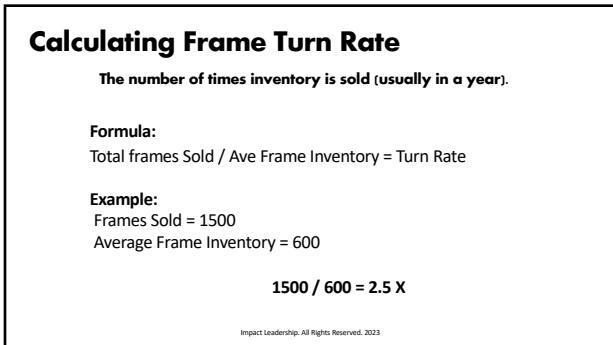 Calculating Frame Turn Rate
The number of times inventory is sold (usually in a year).
Formula:
Total frames Sold / Ave Frame Inventory = Turn Rate
Example:
Frames Sold = 1500
Average Frame Inventory = 600
1500 / 600 = 2.5 X
Impact Leadership. All Rights Reserved. 2023